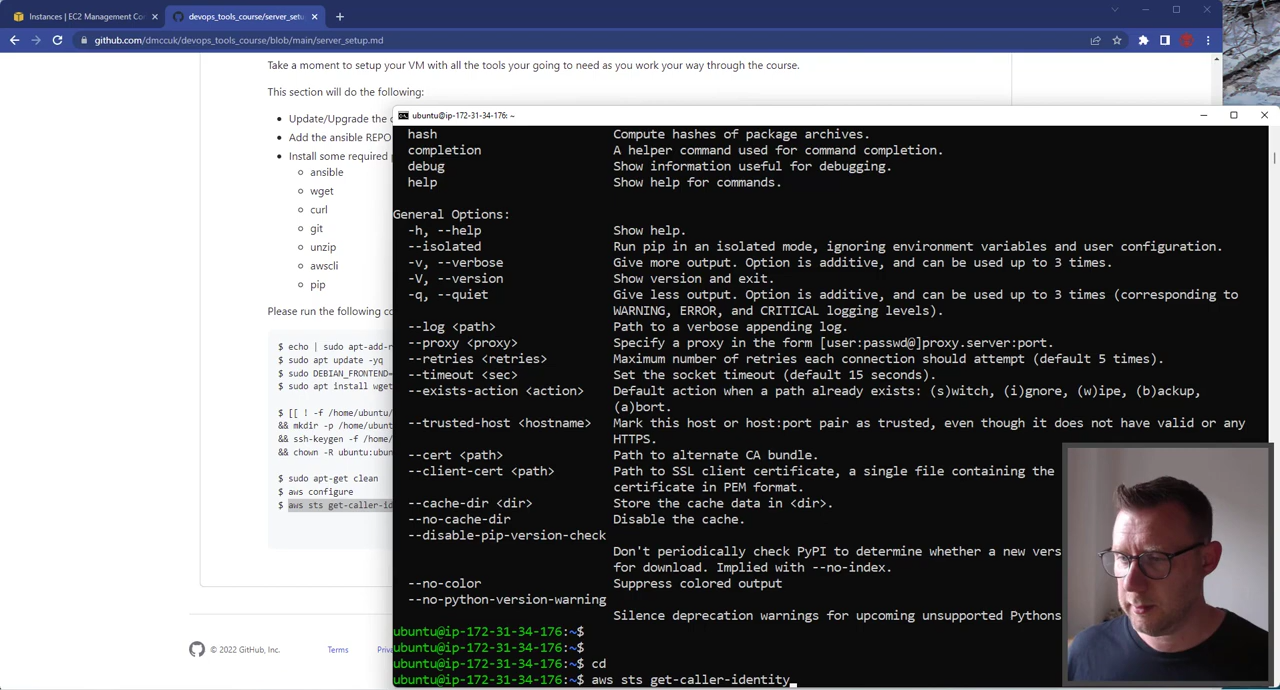 Instances | EC2 Management Co
devops_tools_course/server_setu
github.com/dmccuk/devops_tools_course/blob/main/server_setup.md
Take a moment to setup your VM with all the tools your going to need as you work your way through the course.
This section will do the following:
Update/Upgrade the
Add the ansible REPO
Install some required
ansible
wget
curl
git
unzip
awscli
pip
Please run the following co
$ echo | sudo apt-add-r
$ sudo apt update -yq
$ sudo DEBIAN_FRONTEND=
$ sudo apt install wget
$ [[ ! -f /home/ubuntu/
&& mkdir -p /home/ubunt
&& ssh-keygen -f /home/
&& chown -R ubuntu:ubun
$ sudo apt-get clean
$ aws configure
$ aws sts get-caller-id
© 2022 GitHub, Inc.
Terms
Priv
ubuntu@ip-172-31-34-176: ~
hash Compute hashes of package archives.
completion A helper command used for command completion.
debug Show information useful for debugging.
help Show help for commands.
General Options:
-h, --help Show help.
--isolated Run pip in an isolated mode, ignoring environment variables and user configuration.
-v, --verbose Give more output. Option is additive, and can be used up to 3 times.
-V, --version Show version and exit.
-q, --quiet Give less output. Option is additive, and can be used up to 3 times (corresponding to
WARNING, ERROR, and CRITICAL logging levels).
--log <path> Path to a verbose appending log.
--proxy <proxy> Specify a proxy in the form [user:passwd@]proxy.server:port.
--retries <retries> Maximum number of retries each connection should attempt (default 5 times).
--timeout <sec> Set the socket timeout (default 15 seconds).
--exists-action <action> Default action when a path already exists: (s)witch, (i)gnore, (w)ipe, (b)ackup,
(a)bort.
--trusted-host <hostname> Mark this host or host:port pair as trusted, even though it does not have valid or any
HTTPS.
--cert <path> Path to alternate CA bundle.
--client-cert <path> Path to SSL client certificate, a single file containing the
certificate in PEM format.
--cache-dir <dir> Store the cache data in <dir>.
--no-cache-dir Disable the cache.
--disable-pip-version-check
Don't periodically check PyPI to determine whether a new vers
for download. Implied with --no-index.
--no-color Suppress colored output
--no-python-version-warning
Silence deprecation warnings for upcoming unsupported Pythons
ubuntu@ip-172-31-34-176:~$
ubuntu@ip-172-31-34-176:~$
ubuntu@ip-172-31-34-176:~$ cd
ubuntu@ip-172-31-34-176:~$ aws sts get-caller-identity